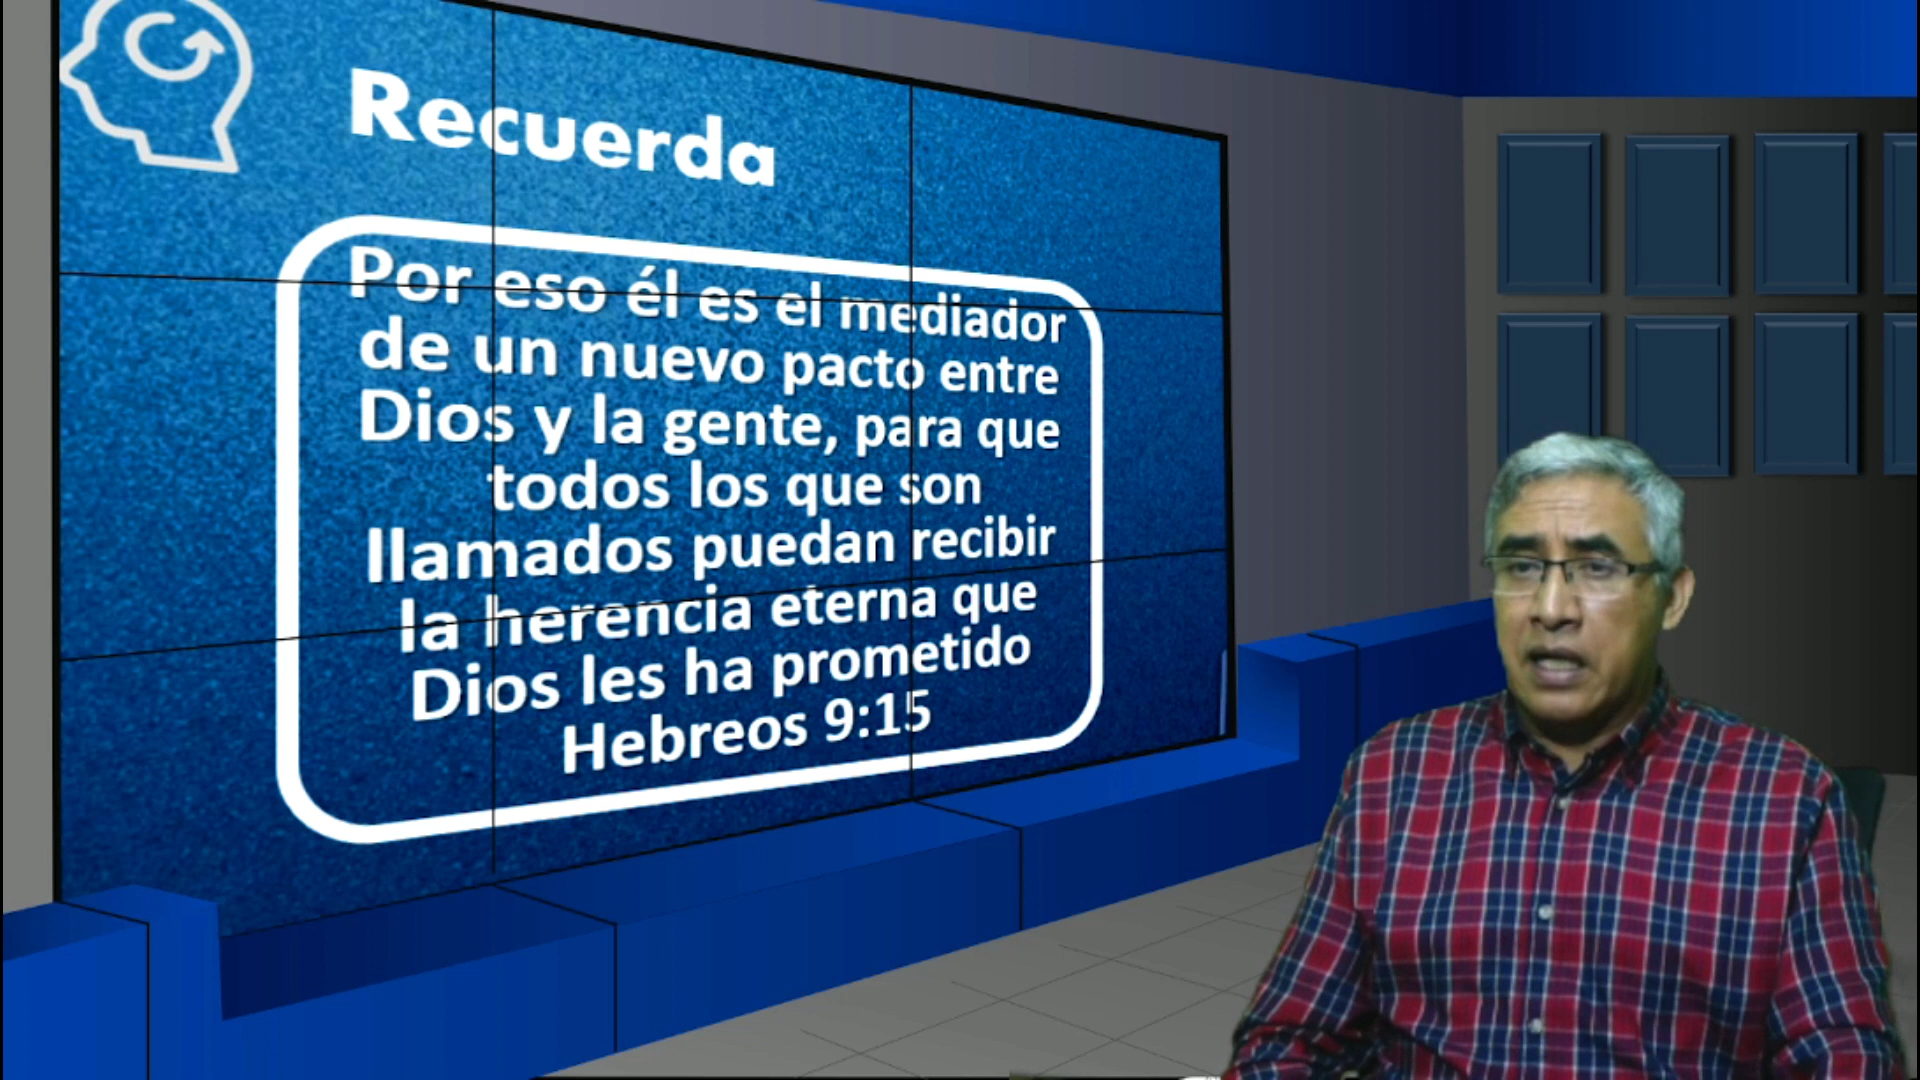 Recuerda
Por eso él es el mediador
de un nuevo pacto entre
Dios y la gente, para que
todos los que son
llamados puedan recibir
la herencia eterna que
Dios les ha prometido
Hebreos 9:15